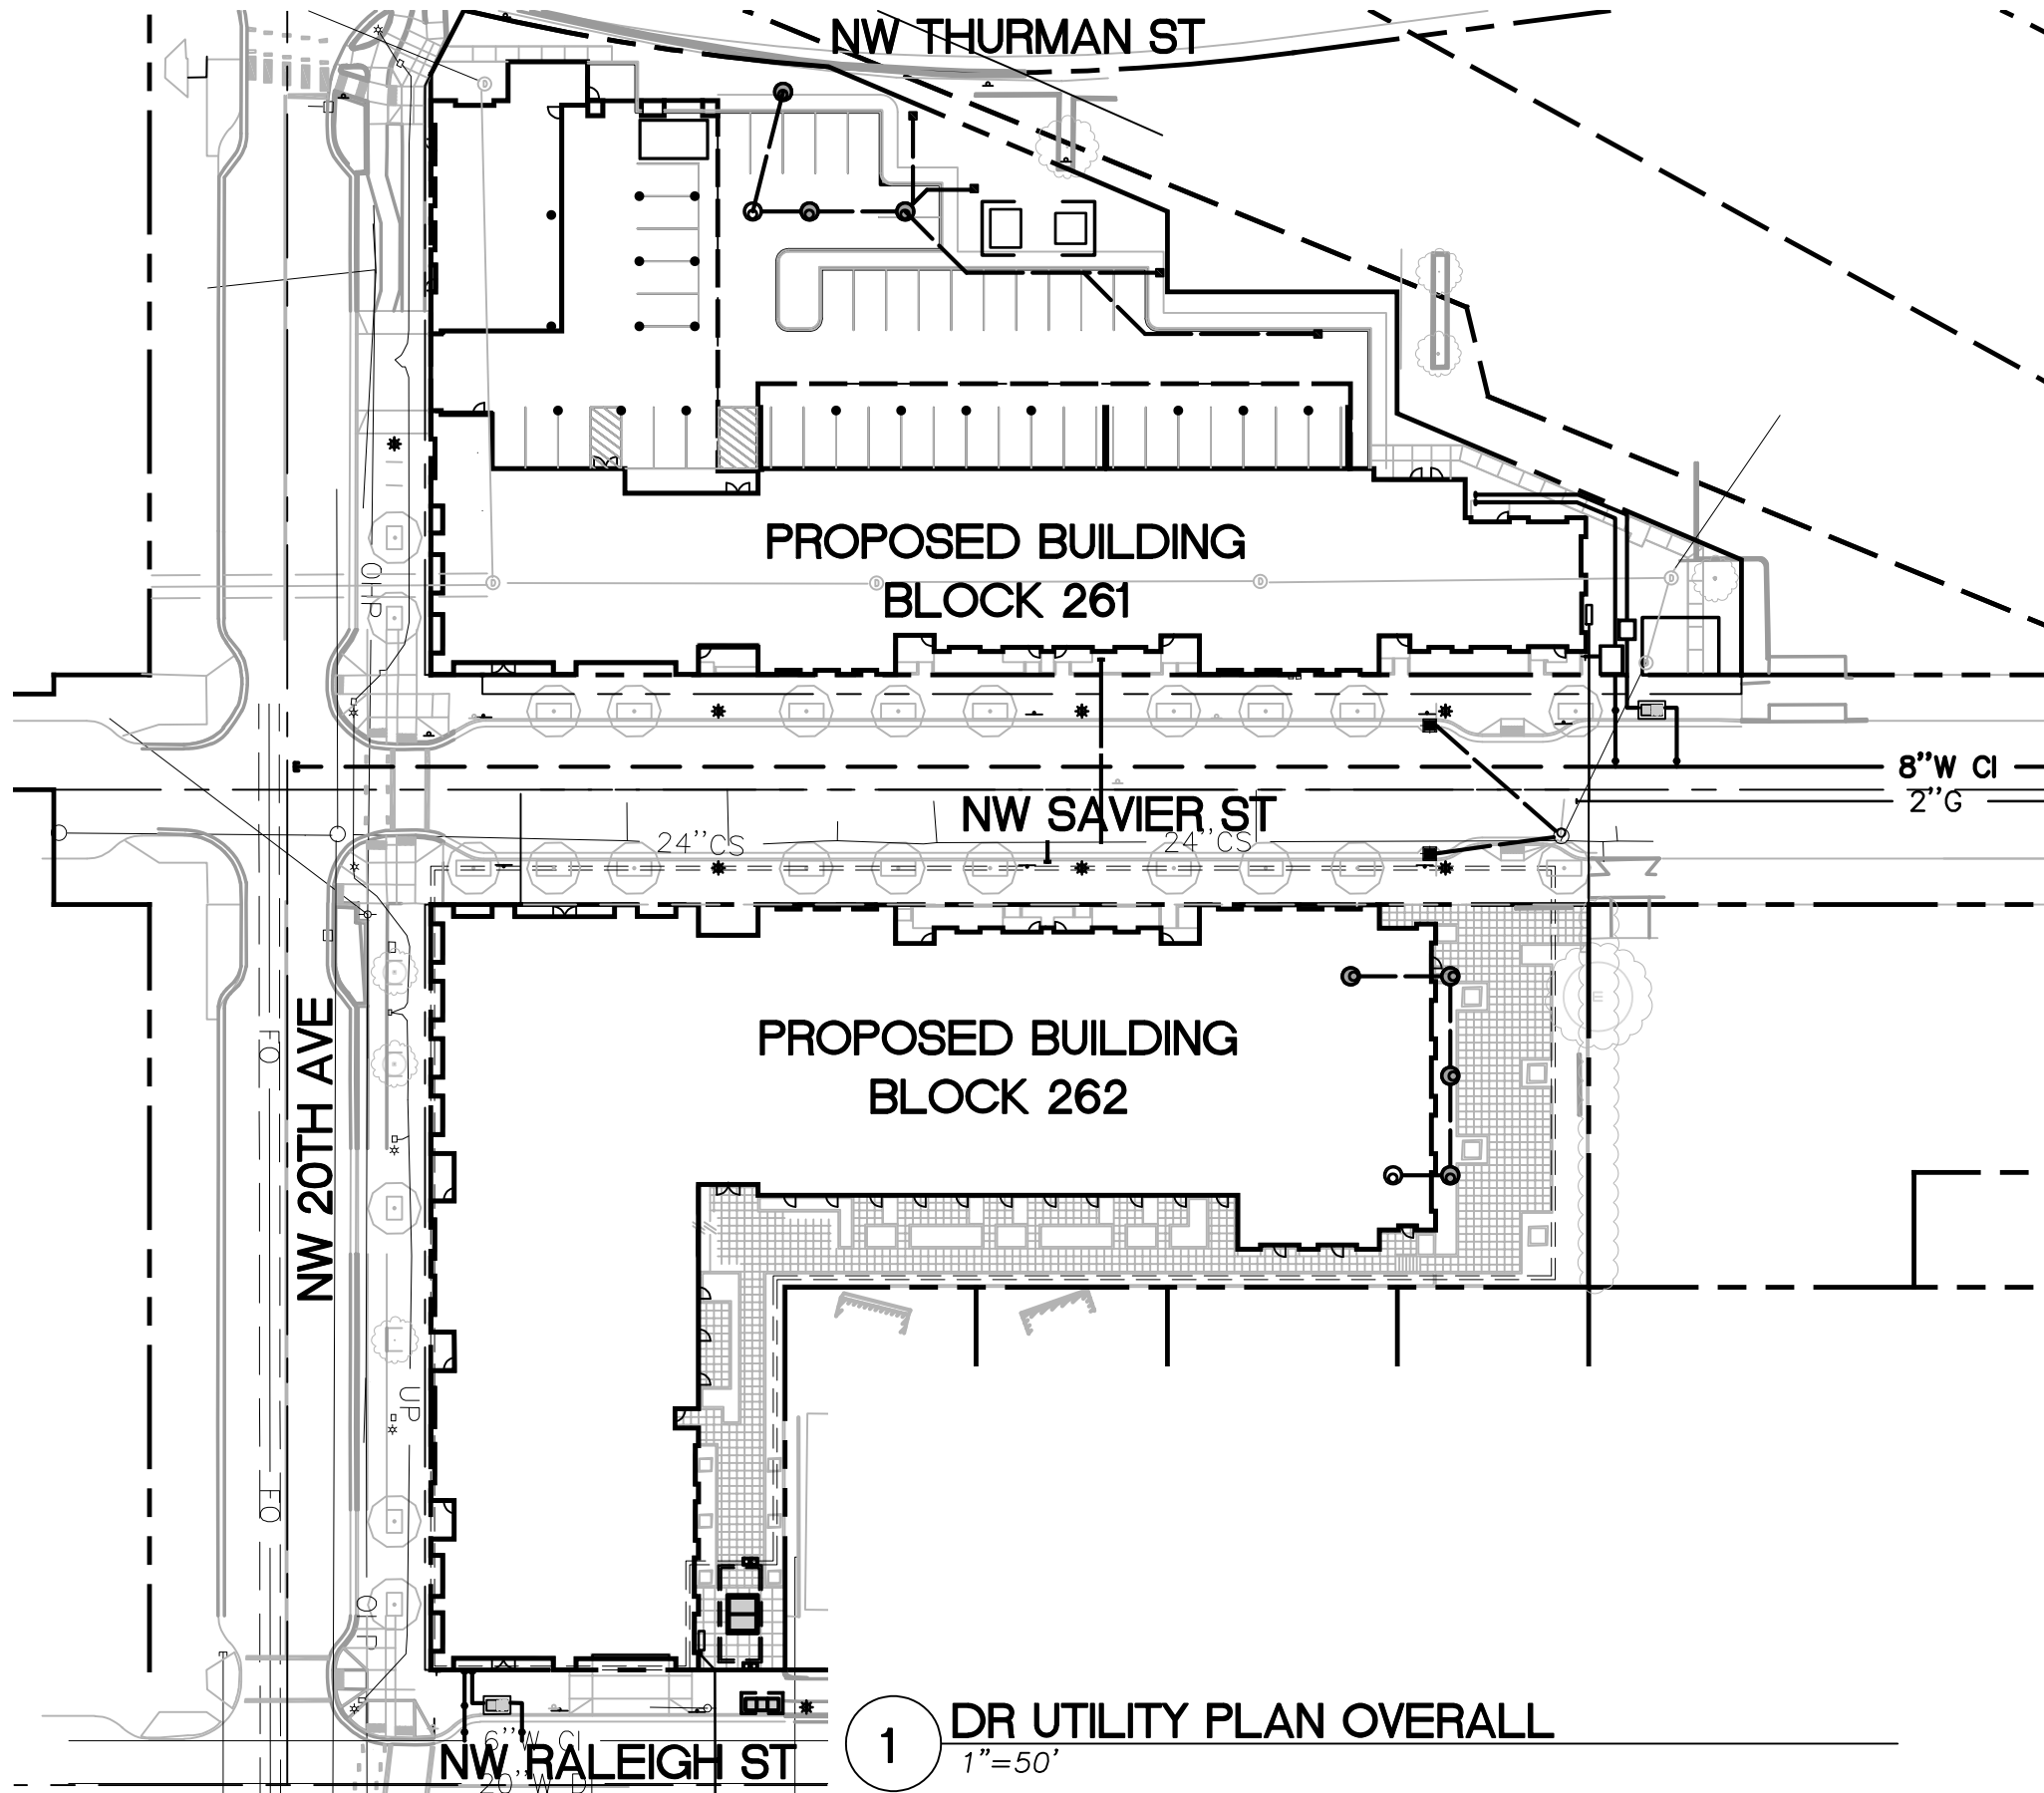 NW THURMAN ST
OHP
PROPOSED BUILDING
BLOCK 261
8"W CI
2"G
NW SAVIER ST
24"CS
24"CS
FO
NW 20TH AVE
PROPOSED BUILDING
BLOCK 262
UP
FO
6"W CI
NW RALEIGH ST
20"W DI
1
DR UTILITY PLAN OVERALL
1"=50'